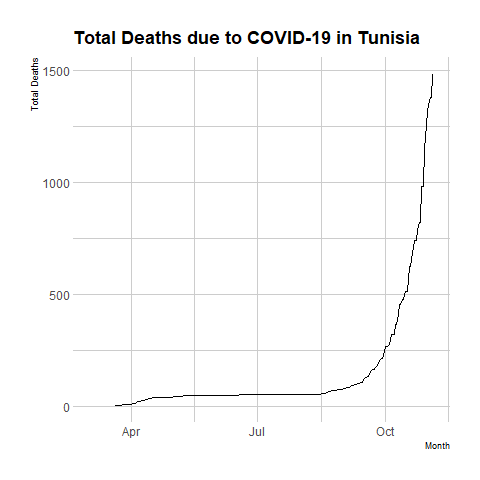 Total Deaths due to COVID-19 in Tunisia
Total Deaths
1500
1000
500
0
Apr Jul Oct
Month